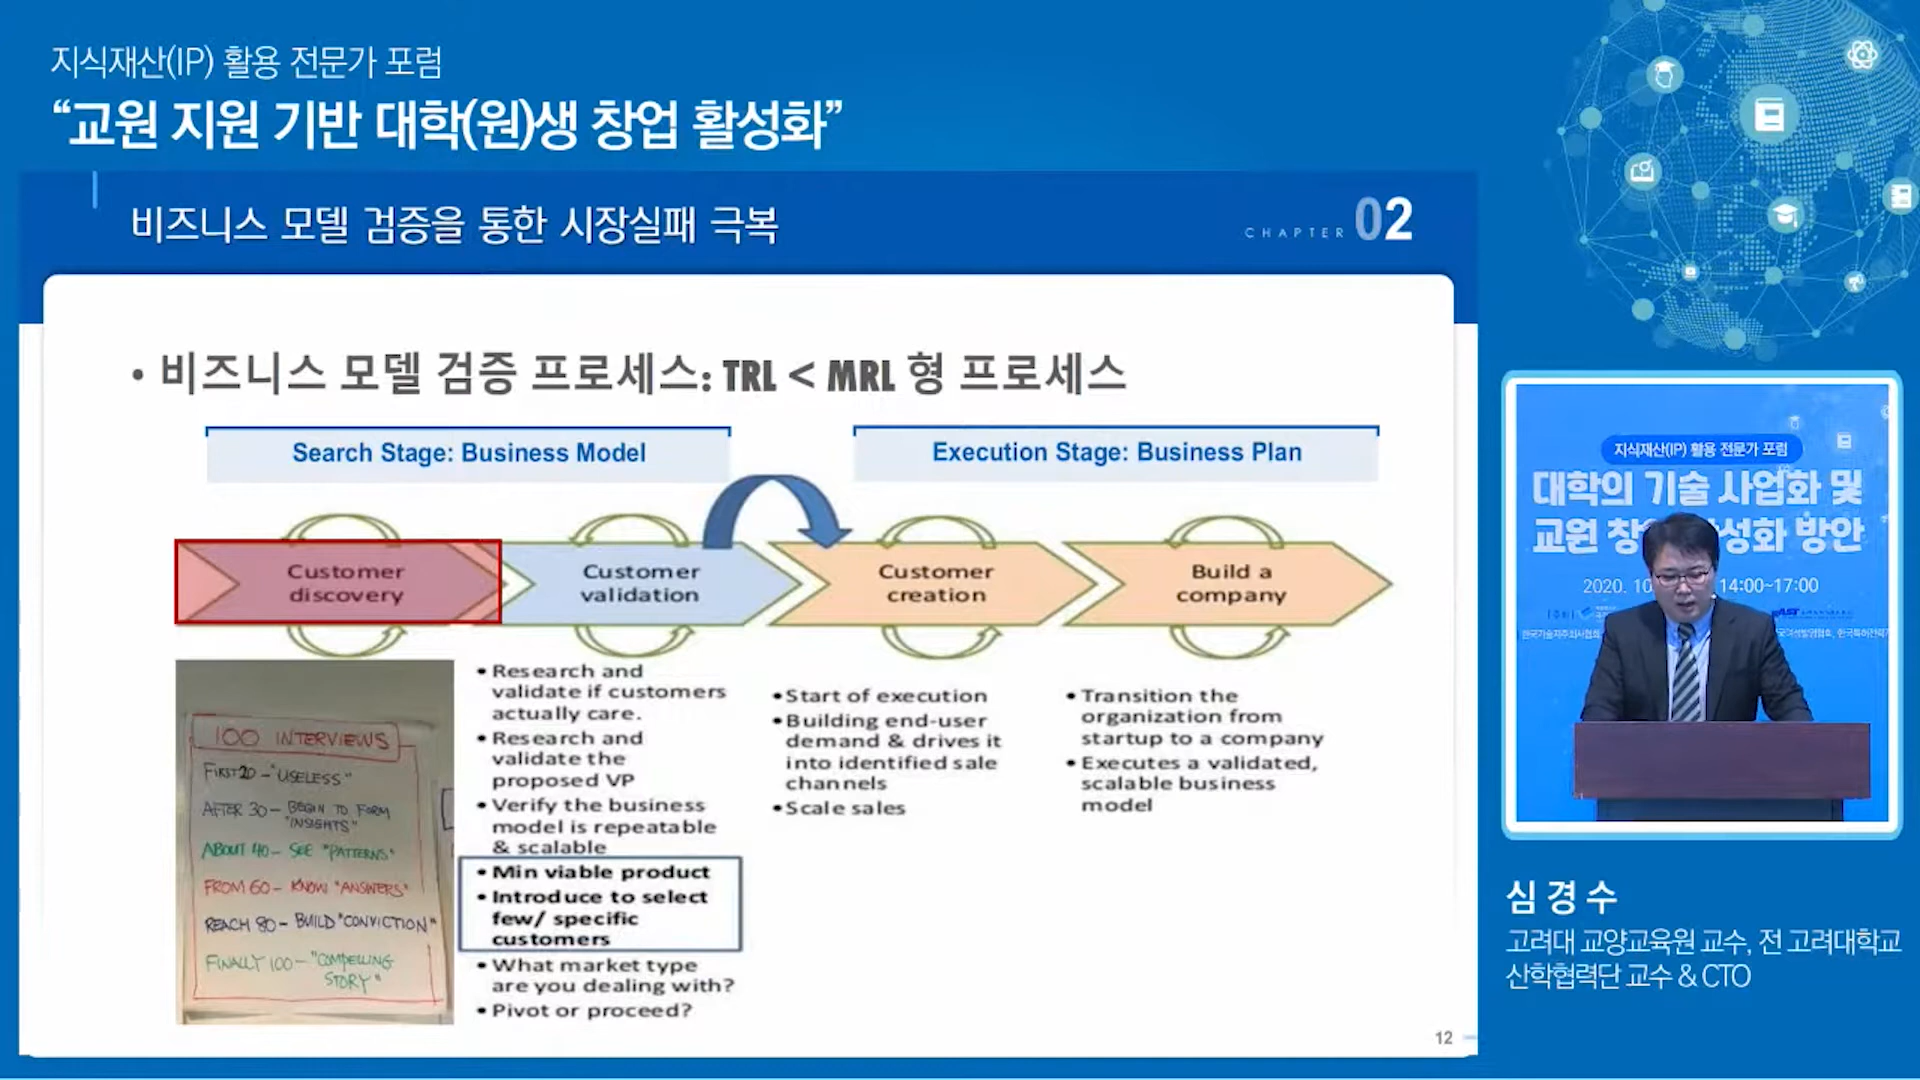 지식재산(IP) 활용 전문가 포럼
“교원 지원 기반 대학(원)생 창업 활성화”
비즈니스 모델 검증을 통한 시장실패 극복
CHAPTER 02
• 비즈니스 모델 검증 프로세스: TRL < MRL 형 프로세스
Search Stage: Business Model
Execution Stage: Business Plan
Customer
discovery
Customer
validation
Customer
creation
Build a
company
100 INTERVIEWS
FIRST 20 – "USELESS"
AFTER 30 – BEGIN TO FORM
"INSIGHTS"
ABOUT 40 – SEE "PATTERNS"
FROM 60 – KNOW "ANSWERS"
REACH 80 – BUILD "CONVICTION"
FINALLY 100 – "COMPELLING
STORY"
• Research and
validate if customers
actually care.
• Research and
validate the
proposed VP
• Verify the business
model is repeatable
& scalable
• Min viable product
• Introduce to select
few/ specific
customers
• What market type
are you dealing with?
• Pivot or proceed?
• Start of execution
• Building end-user
demand & drives it
into identified sale
channels
• Scale sales
• Transition the
organization from
startup to a company
• Executes a validated,
scalable business
model
12
지식재산(IP) 활용 전문가 포럼
대학의 기술 사업화 및
교원 창 성화 방안
2020. 10 14:00~17:00
심경수
고려대 교양교육원 교수, 전 고려대학교
산학협력단 교수 & CTO